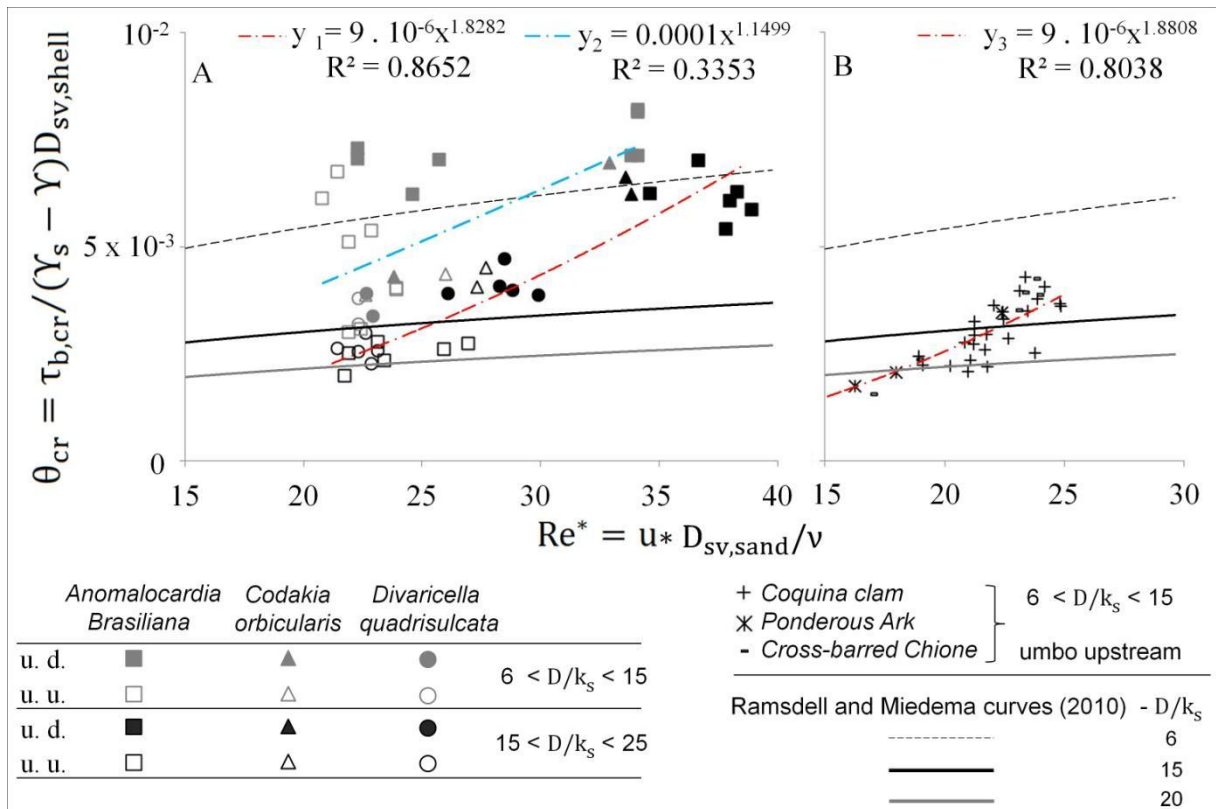 y₁ = 9 . 10⁻⁶x¹·⁸²⁸²
R² = 0.8652
y₂ = 0.0001x¹·¹⁴⁹⁹
R² = 0.3353
y₃ = 9 . 10⁻⁶x¹·⁸⁸⁰⁸
R² = 0.8038
A
B
θcr = τb,cr/(ϒs − ϒ)Dsv,shell
10⁻²
5 x 10⁻³
0
15 20 25 30 35 40
15 20 25 30
Re* = u* Dsv,sand/ν
Anomalocardia Brasiliana
Codakia orbicularis
Divaricella quadrisulcata
u. d.
u. u.
6 < D/ks < 15
u. d.
u. u.
15 < D/ks < 25
Coquina clam
Ponderous Ark
Cross-barred Chione
6 < D/ks < 15
umbo upstream
Ramsdell and Miedema curves (2010) - D/ks
6
15
20